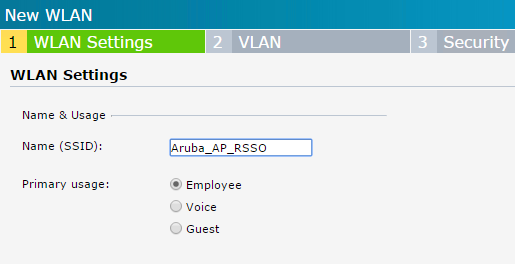 New WLAN
1 WLAN Settings 2 VLAN 3 Security
WLAN Settings
Name & Usage
Name (SSID): Aruba_AP_RSSO
Primary usage: Employee
Voice
Guest